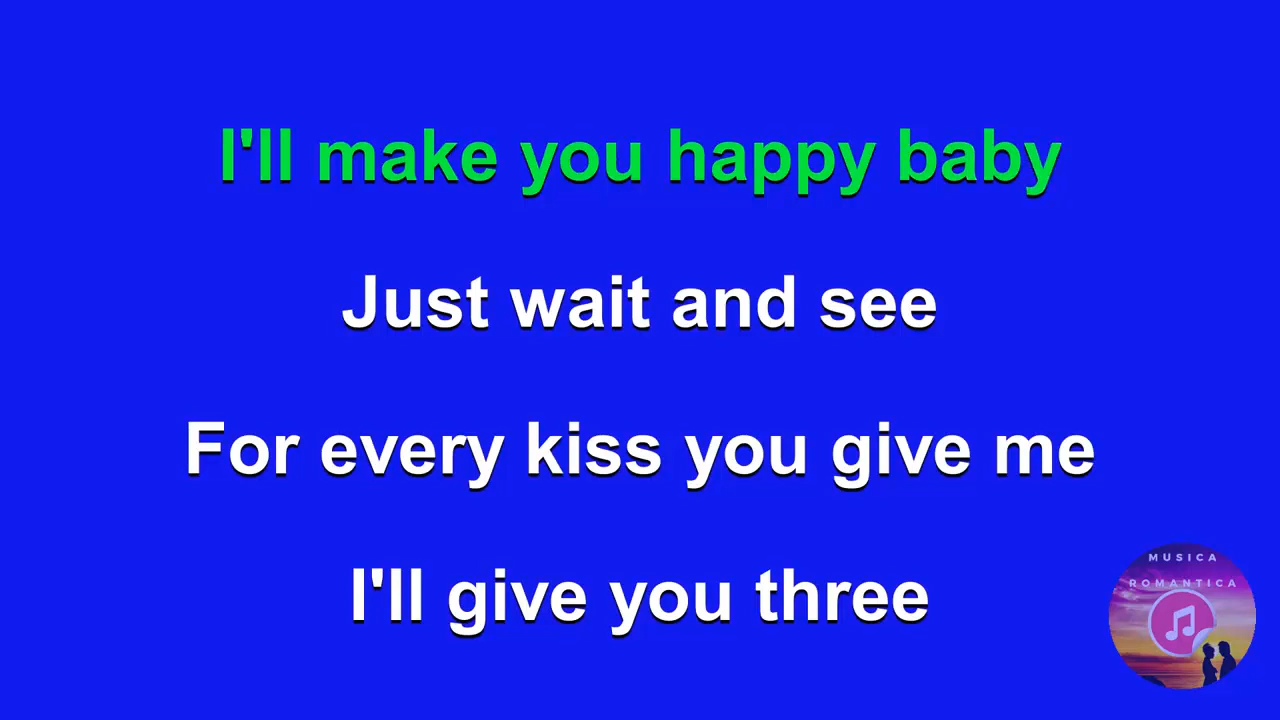 I'll make you happy baby
Just wait and see
For every kiss you give me
I'll give you three
MUSICA
ROMANTICA